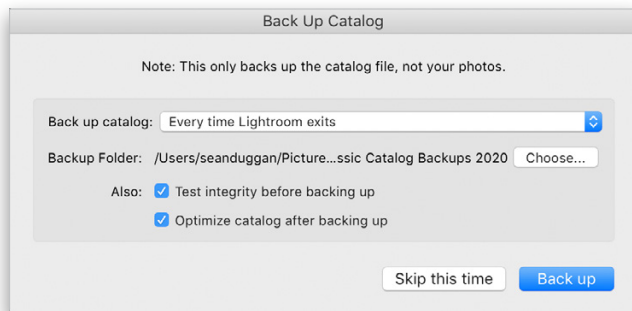 Back Up Catalog
Note: This only backs up the catalog file, not your photos.
Back up catalog: Every time Lightroom exits
Backup Folder: /Users/seanduggan/Picture...ssic Catalog Backups 2020 Choose...
Also: Test integrity before backing up
Optimize catalog after backing up
Skip this time Back up